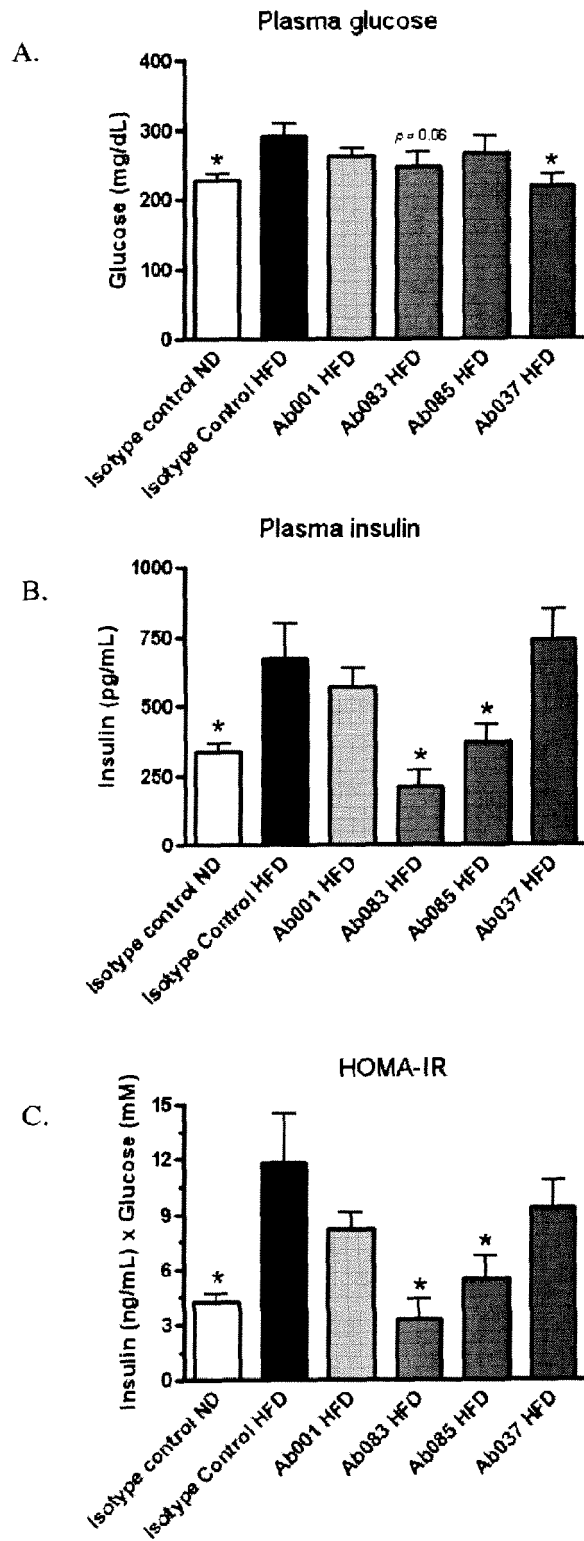 Plasma glucose
A.
Glucose (mg/dL)
400
300
200
100
0
*
p = 0.06
*
Isotype control ND
Isotype Control HFD
Ab001 HFD
Ab083 HFD
Ab085 HFD
Ab037 HFD
Plasma insulin
B.
Insulin (pg/mL)
1000
750
500
250
0
*
*
*
Isotype control ND
Isotype Control HFD
Ab001 HFD
Ab083 HFD
Ab085 HFD
Ab037 HFD
HOMA-IR
C.
Insulin (ng/mL) x Glucose (mM)
15
12
9
6
3
0
*
*
*
Isotype control ND
Isotype Control HFD
Ab001 HFD
Ab083 HFD
Ab085 HFD
Ab037 HFD